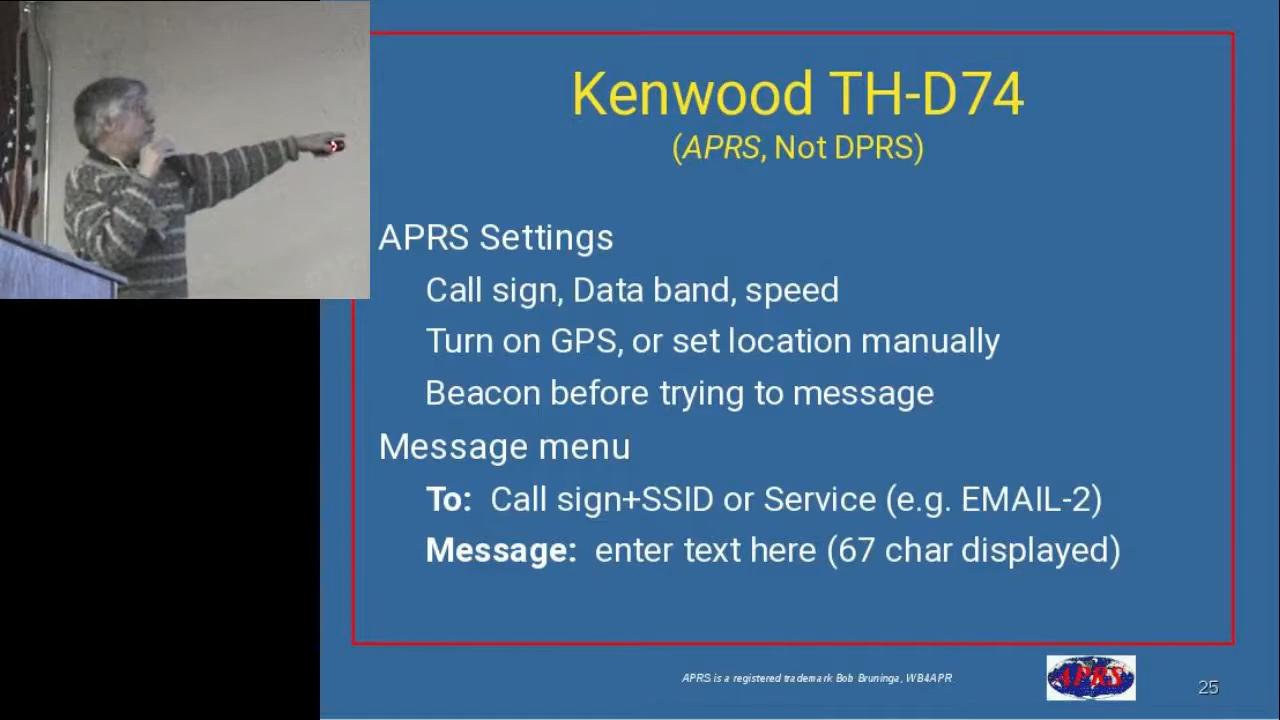 Kenwood TH-D74
(APRS, Not DPRS)
APRS Settings
Call sign, Data band, speed
Turn on GPS, or set location manually
Beacon before trying to message
Message menu
To: Call sign+SSID or Service (e.g. EMAIL-2)
Message: enter text here (67 char displayed)
APRS is a registered trademark Bob Bruninga, WB4APR
APRS
25